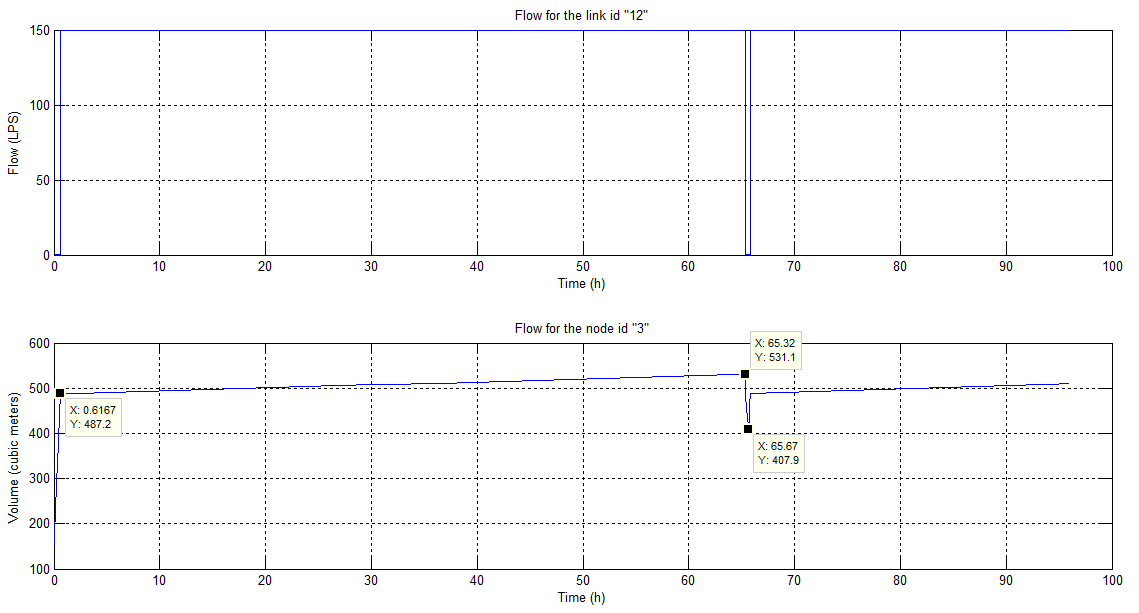 Flow for the link id "12"
150
100
50
0
Flow (LPS)
0 10 20 30 40 50 60 70 80 90 100
Time (h)
Flow for the node id "3"
600
500
400
300
200
100
Volume (cubic meters)
X: 0.6167
Y: 487.2
X: 65.32
Y: 531.1
X: 65.67
Y: 407.9
0 10 20 30 40 50 60 70 80 90 100
Time (h)